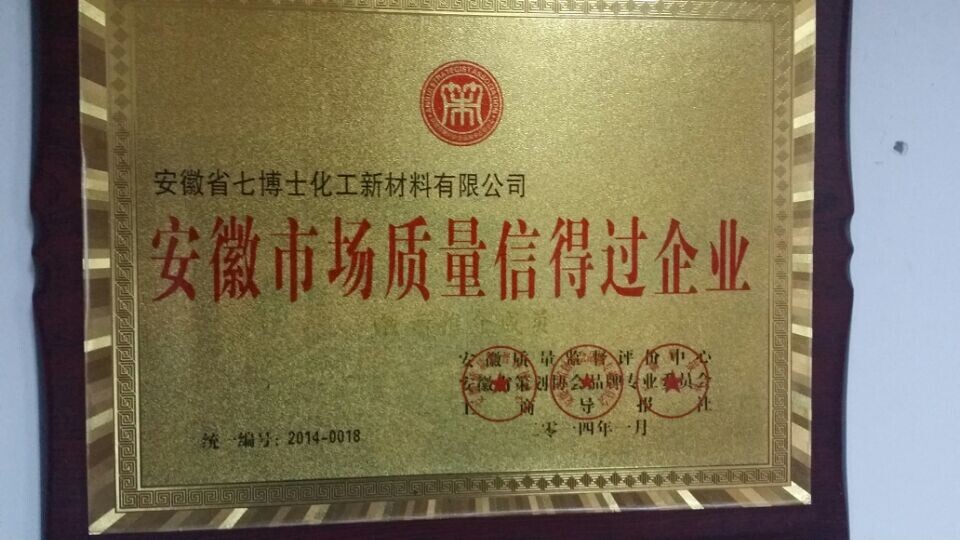 安徽省七博士化工新材料有限公司
安徽市场质量信得过企业
安徽质量监督评价中心
安徽省策划协会品牌专业委员会
工商导报社
二零一四年一月
统一编号：2014-0018